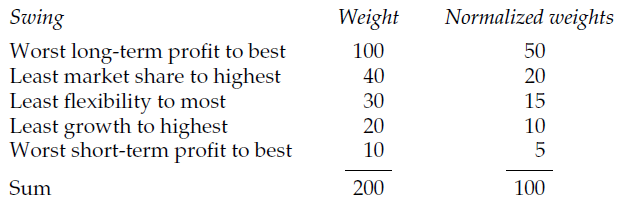 Swing Weight Normalized weights
Worst long-term profit to best 100 50
Least market share to highest 40 20
Least flexibility to most 30 15
Least growth to highest 20 10
Worst short-term profit to best 10 5
Sum 200 100